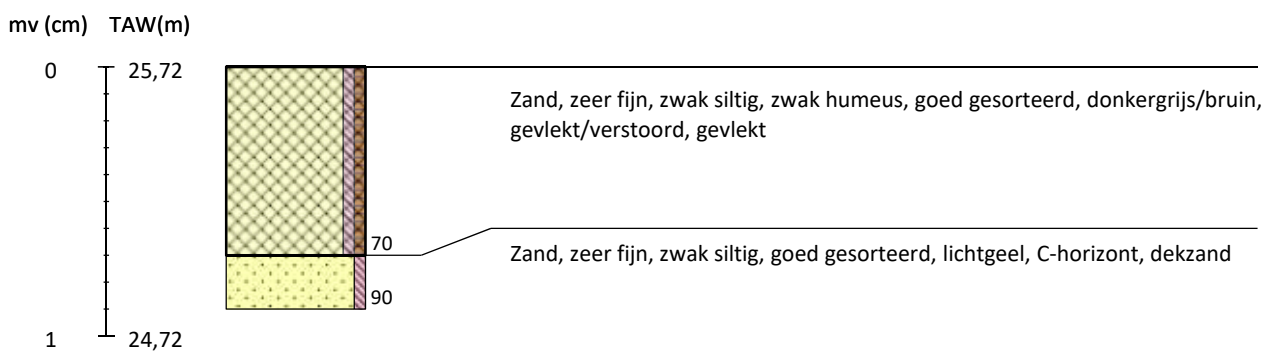 mv (cm) TAW(m)
0 25,72
Zand, zeer fijn, zwak siltig, zwak humeus, goed gesorteerd, donkergrijs/bruin,
gevlekt/verstoord, gevlekt
70
Zand, zeer fijn, zwak siltig, goed gesorteerd, lichtgeel, C-horizont, dekzand
90
1 24,72